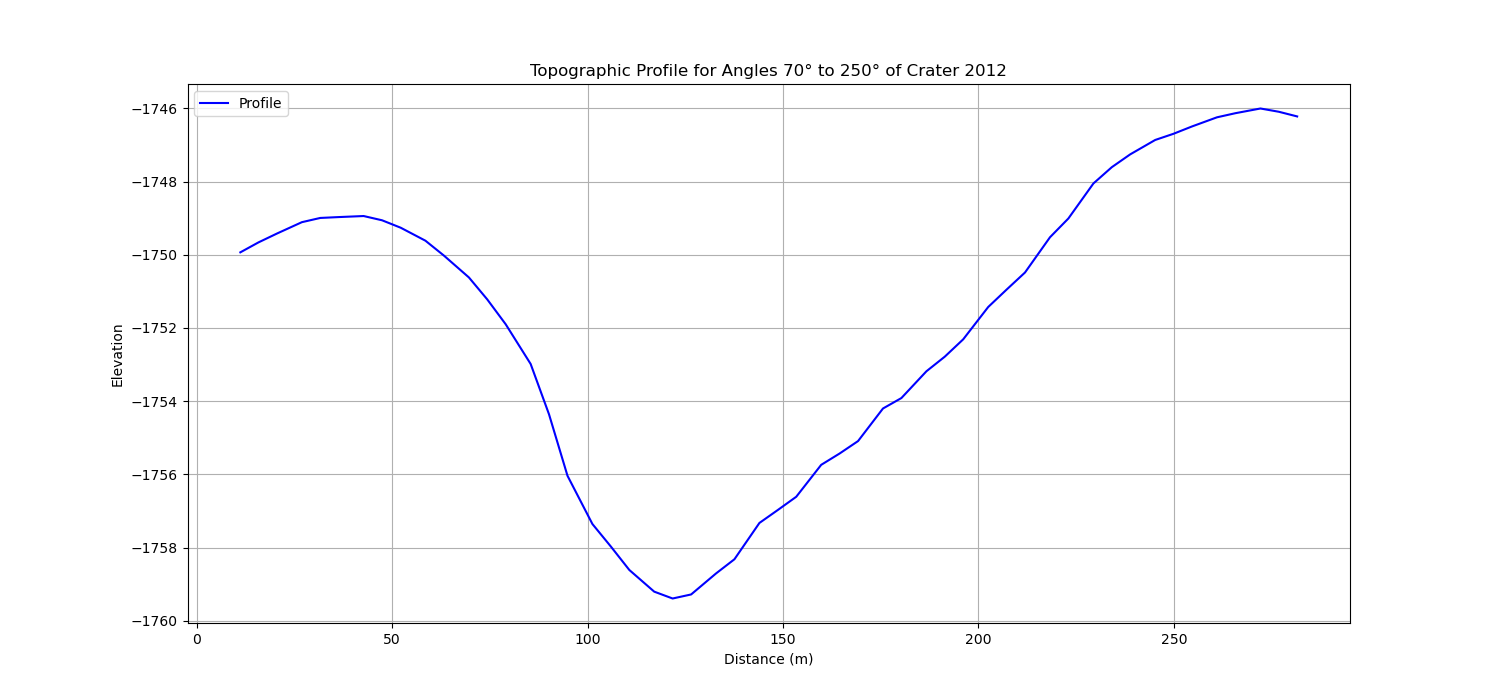 Topographic Profile for Angles 70° to 250° of Crater 2012
Profile
−1746
−1748
−1750
−1752
−1754
−1756
−1758
−1760
Elevation
0 50 100 150 200 250
Distance (m)